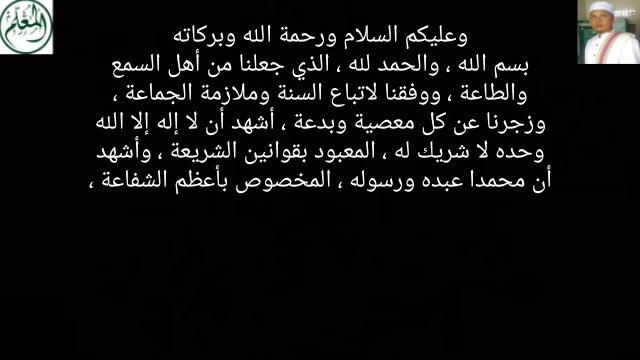 المعلم
وعليكم السلام ورحمة الله وبركاته
بسم الله ، والحمد لله ، الذي جعلنا من أهل السمع
والطاعة ، ووفقنا لاتباع السنة وملازمة الجماعة ،
وزجرنا عن كل معصية وبدعة ، أشهد أن لا إله إلا الله
وحده لا شريك له ، المعبود بقوانين الشريعة ، وأشهد
أن محمدا عبده ورسوله ، المخصوص بأعظم الشفاعة ،